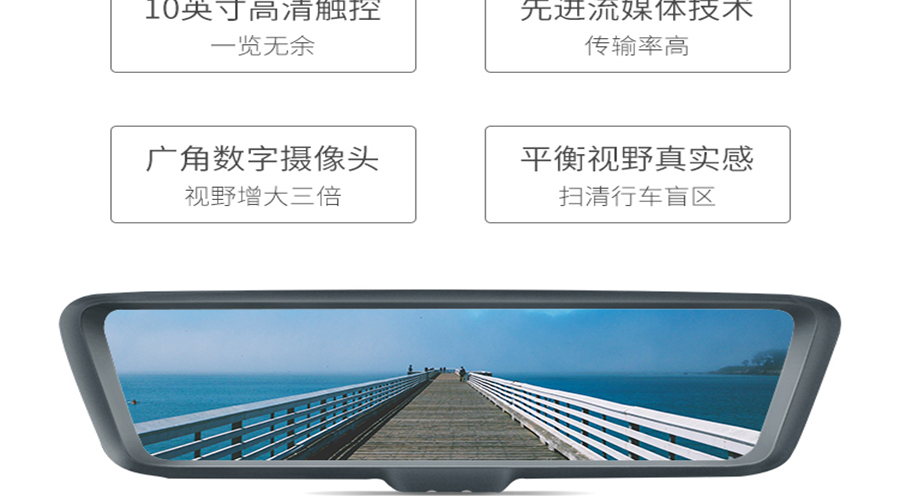 10英寸高清触控
一览无余
先进流媒体技术
传输率高
广角数字摄像头
视野增大三倍
平衡视野真实感
扫清行车盲区